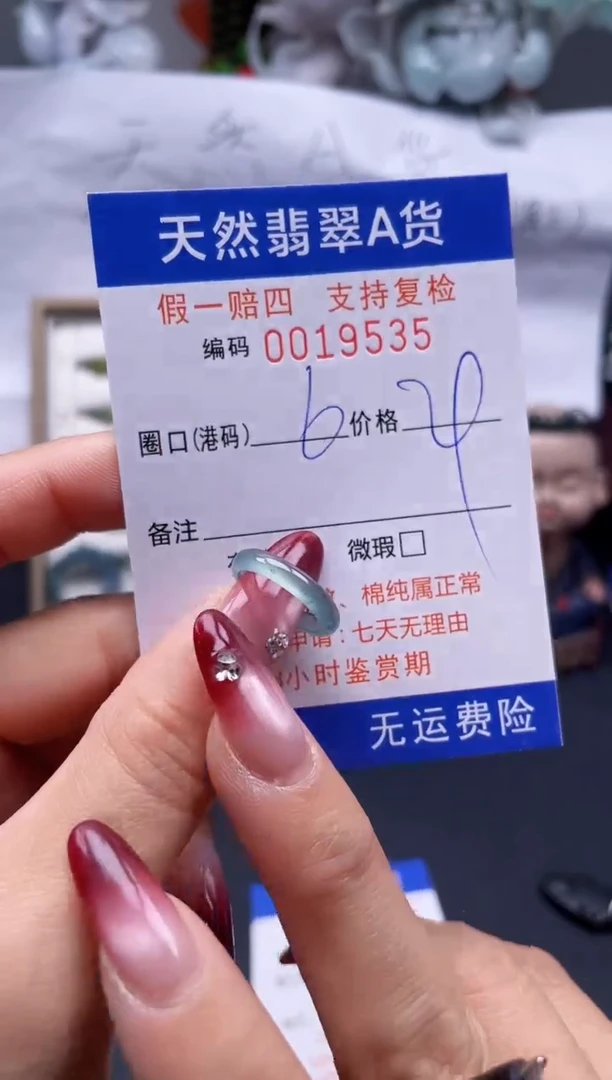 天然翡翠A货
假一赔四 支持复检
编码 0019535
圈口(港码) 6 价格
备注
微瑕□
、棉纯属正常
申请:七天无理由
小时鉴赏期
无运费险